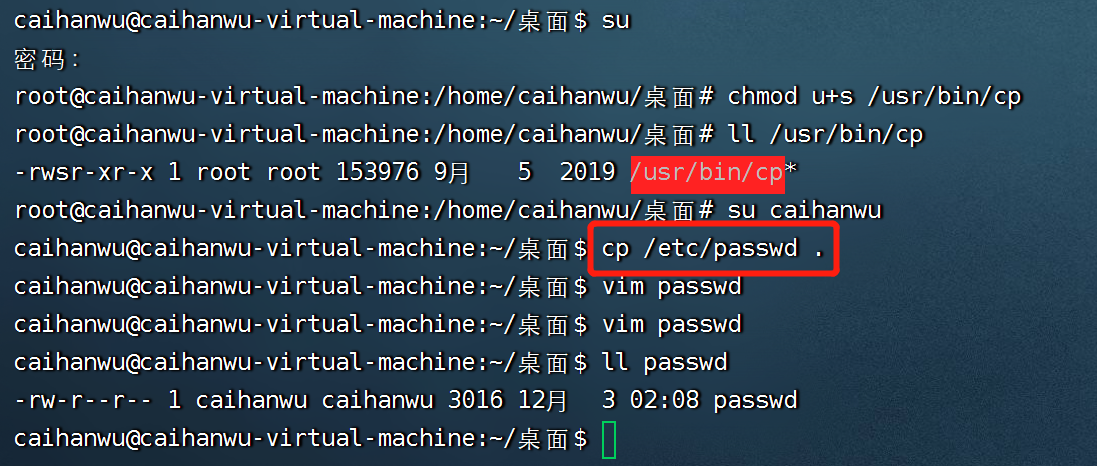 caihanwu@caihanwu-virtual-machine:~/桌面$ su
密码：
root@caihanwu-virtual-machine:/home/caihanwu/桌面# chmod u+s /usr/bin/cp
root@caihanwu-virtual-machine:/home/caihanwu/桌面# ll /usr/bin/cp
-rwsr-xr-x 1 root root 153976 9月   5  2019 /usr/bin/cp*
root@caihanwu-virtual-machine:/home/caihanwu/桌面# su caihanwu
caihanwu@caihanwu-virtual-machine:~/桌面$ cp /etc/passwd .
caihanwu@caihanwu-virtual-machine:~/桌面$ vim passwd
caihanwu@caihanwu-virtual-machine:~/桌面$ vim passwd
caihanwu@caihanwu-virtual-machine:~/桌面$ ll passwd
-rw-r--r-- 1 caihanwu caihanwu 3016 12月   3 02:08 passwd
caihanwu@caihanwu-virtual-machine:~/桌面$